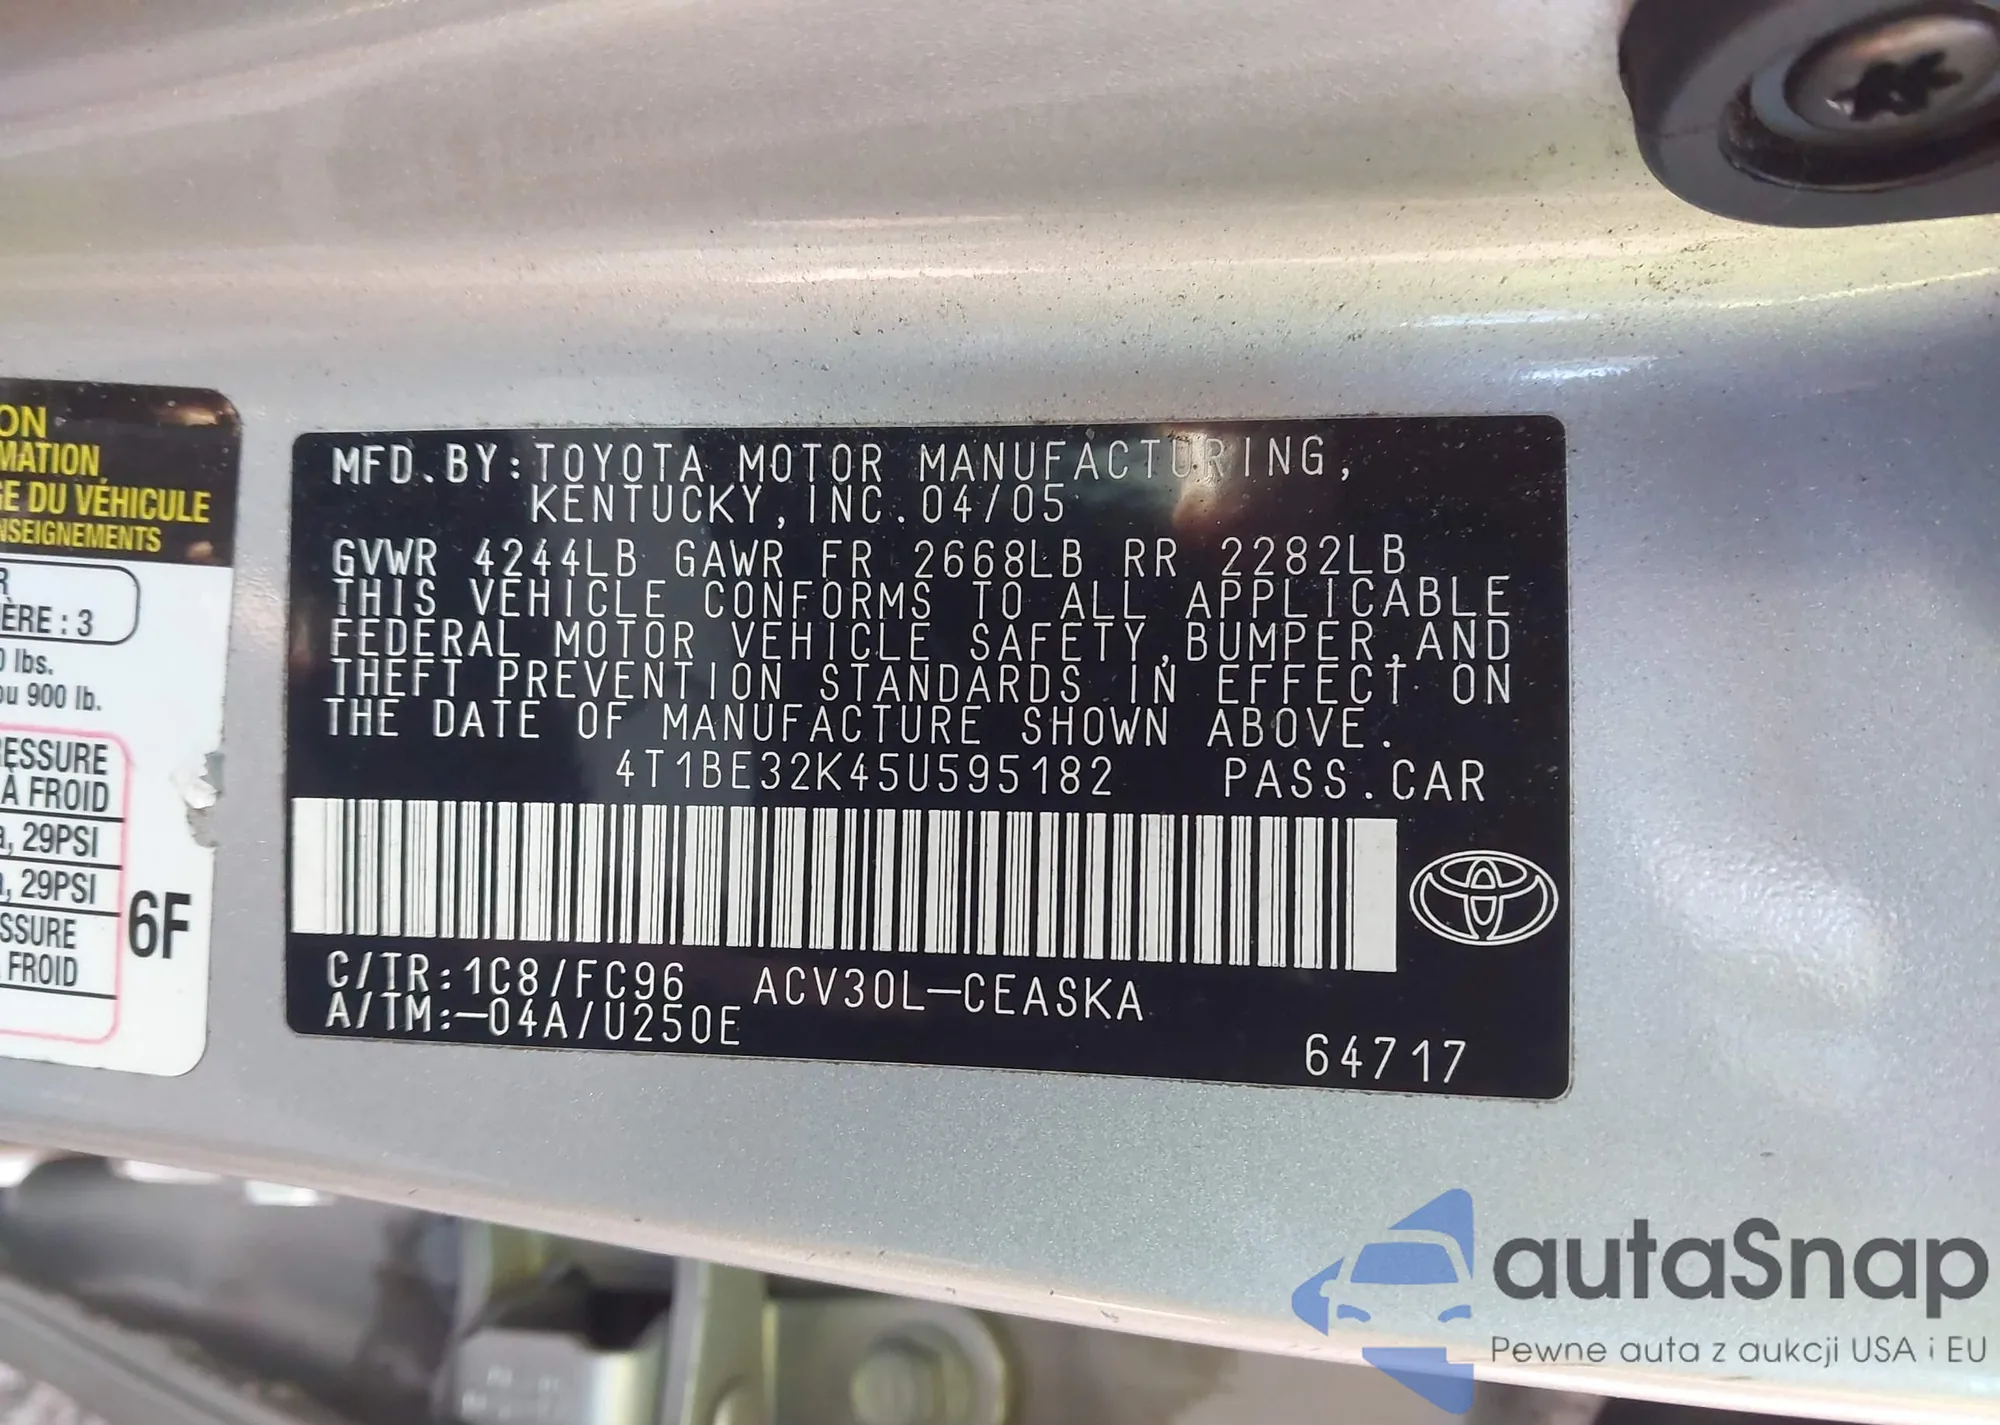 ON
MATION
GE DU VÉHICULE
NSEIGNEMENTS
R
ÈRE : 3
0 lbs.
ou 900 lb.
RESSURE
À FROID
a, 29PSI
a, 29PSI
SSURE
FROID
6F
MFD.BY:TOYOTA MOTOR MANUFACTURING,
KENTUCKY,INC.04/05
GVWR 4244LB GAWR FR 2668LB RR 2282LB
THIS VEHICLE CONFORMS TO ALL APPLICABLE
FEDERAL MOTOR VEHICLE SAFETY,BUMPER,AND
THEFT PREVENTION STANDARDS IN EFFECT ON
THE DATE OF MANUFACTURE SHOWN ABOVE.
4T1BE32K45U595182 PASS.CAR
C/TR:1C8/FC96 ACV30L-CEASKA
A/TM:-04A/U250E
64717
autaSnap
Pewne auta z aukcji USA i EU